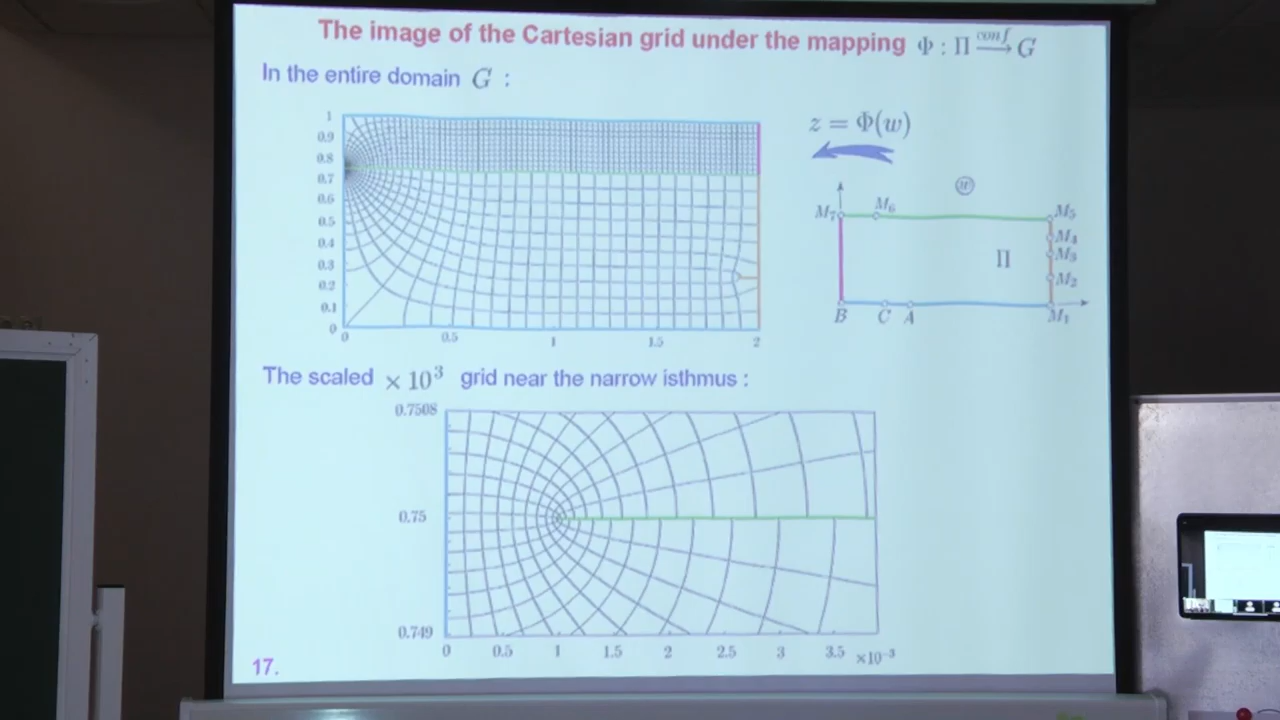 The image of the Cartesian grid under the mapping Φ : Π \xrightarrow{conf} G
In the entire domain G :
1
0.9
0.8
0.7
0.6
0.5
0.4
0.3
0.2
0.1
0
0 0.5 1 1.5 2
z = Φ(w)
w
M₇ M₆ M₅
M₄
M₃
Π
M₂
B C A M₁
The scaled × 10³ grid near the narrow isthmus :
0.7508
0.75
0.749
0 0.5 1 1.5 2 2.5 3 3.5 ×10⁻³
17.